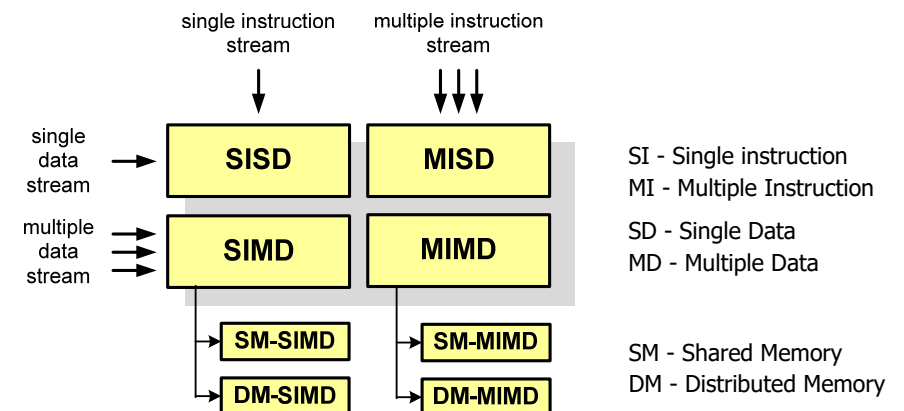 single instruction
stream
multiple instruction
stream
single
data
stream
SISD
MISD
SI - Single instruction
MI - Multiple Instruction
multiple
data
stream
SIMD
MIMD
SD - Single Data
MD - Multiple Data
SM-SIMD
SM-MIMD
DM-SIMD
DM-MIMD
SM - Shared Memory
DM - Distributed Memory